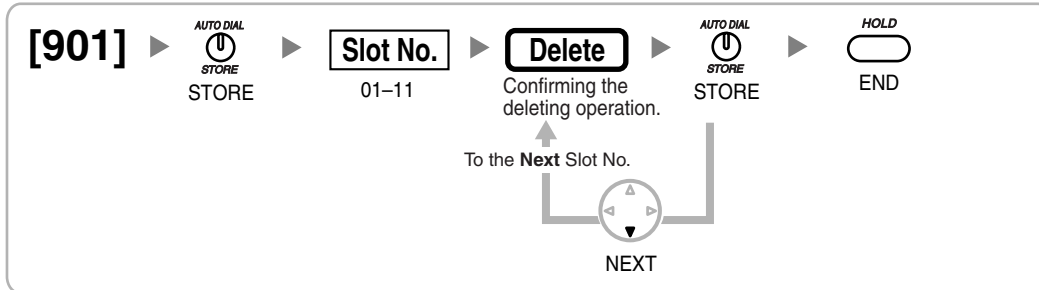 [901]
AUTO DIAL
STORE
STORE
Slot No.
01–11
Delete
Confirming the
deleting operation.
AUTO DIAL
STORE
STORE
HOLD
END
To the Next Slot No.
NEXT